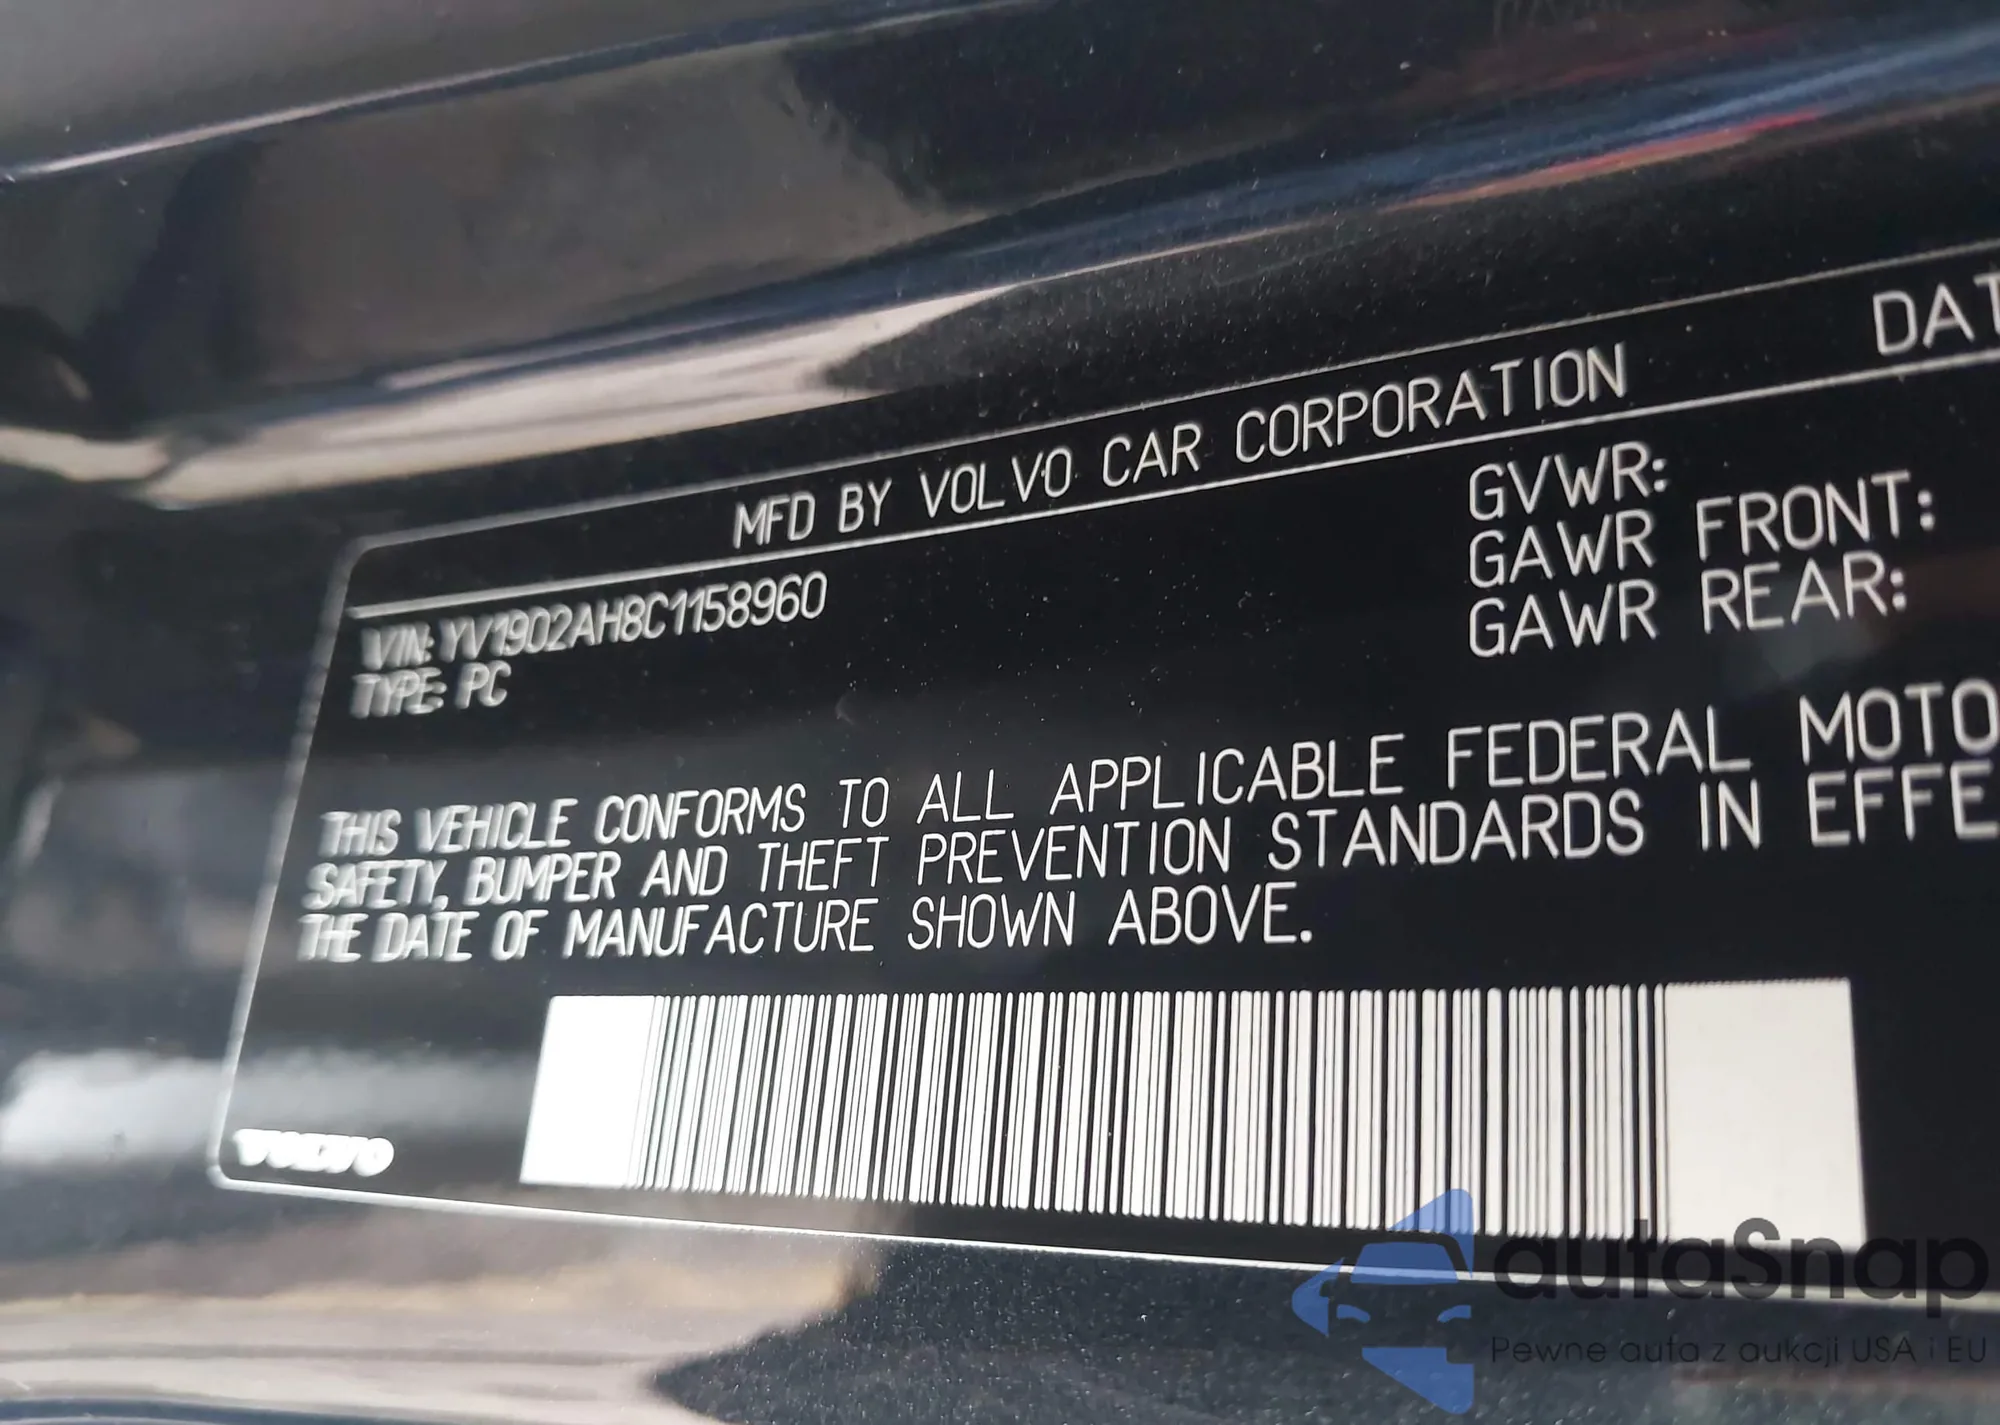 MFD BY VOLVO CAR CORPORATION DAT
VIN: YV1902AH8C1158960
TYPE: PC
GVWR:
GAWR FRONT:
GAWR REAR:
THIS VEHICLE CONFORMS TO ALL APPLICABLE FEDERAL MOTO
SAFETY, BUMPER AND THEFT PREVENTION STANDARDS IN EFFE
THE DATE OF MANUFACTURE SHOWN ABOVE.
VOLVO
autaSnap
Pewne auta z aukcji USA i EU